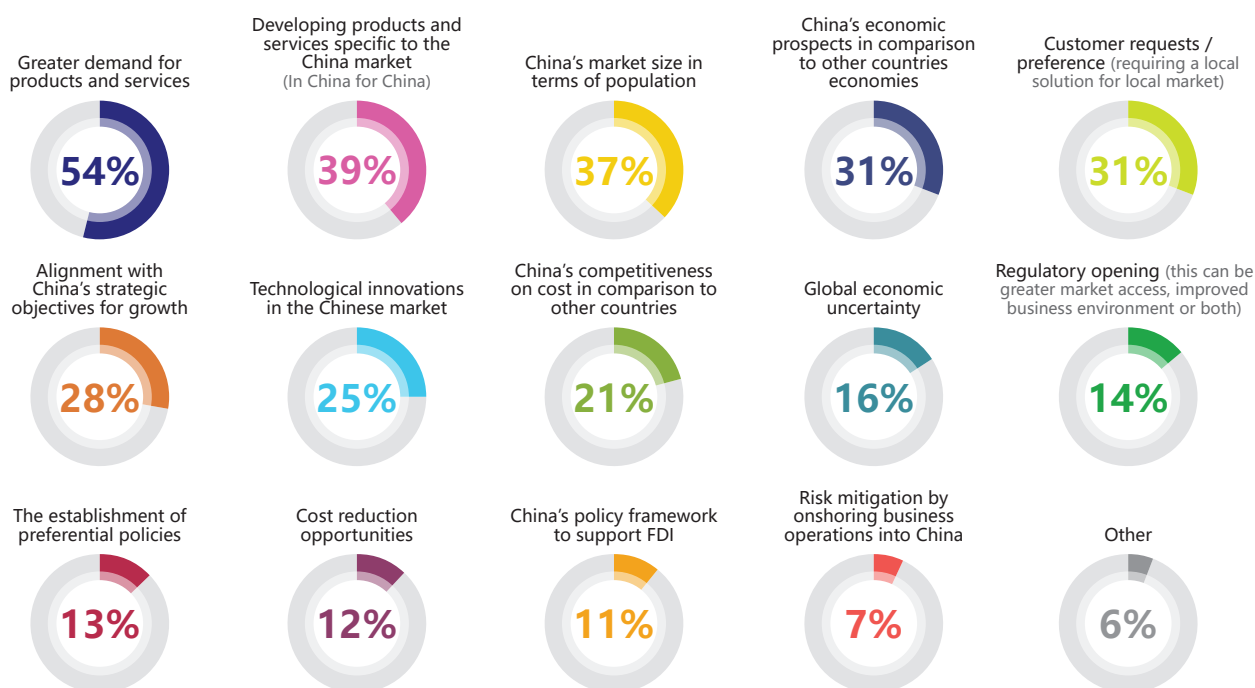 Greater demand for
products and services
54%
Developing products and
services specific to the
China market
(In China for China)
39%
China's market size in
terms of population
37%
China's economic
prospects in comparison
to other countries
economies
31%
Customer requests /
preference (requiring a local
solution for local market)
31%
Alignment with
China's strategic
objectives for growth
28%
Technological innovations
in the Chinese market
25%
China's competitiveness
on cost in comparison to
other countries
21%
Global economic
uncertainty
16%
Regulatory opening (this can be
greater market access, improved
business environment or both)
14%
The establishment of
preferential policies
13%
Cost reduction
opportunities
12%
China's policy framework
to support FDI
11%
Risk mitigation by
onshoring business
operations into China
7%
Other
6%